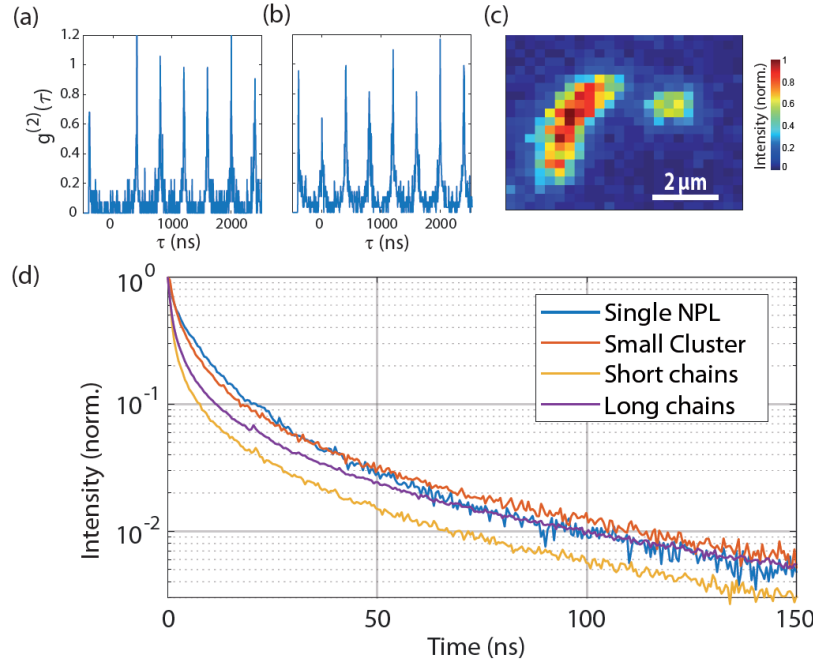 (a)
(b)
(c)
1.2
1
0.8
0.6
0.4
0.2
0
g(2)(τ)
0
1000
2000
τ (ns)
0
1000
2000
τ (ns)
2 μm
Intensity (norm.)
1
0.8
0.6
0.4
0.2
0
(d)
10^0
10^-1
10^-2
Intensity (norm.)
Single NPL
Small Cluster
Short chains
Long chains
0
50
100
150
Time (ns)